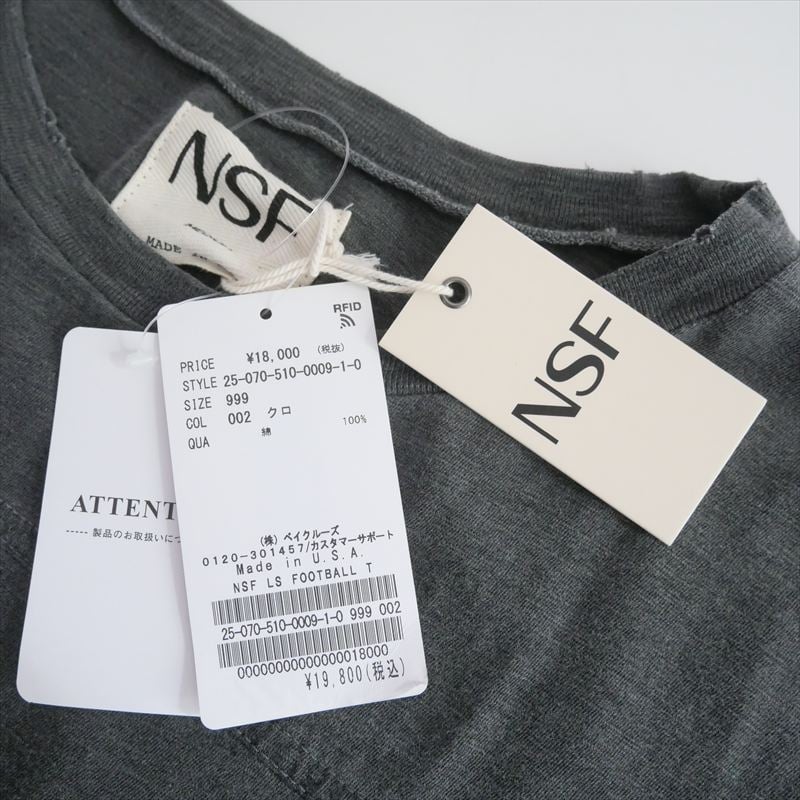 NSF
MADE
RFID
PRICE ¥18,000 (税抜)
STYLE 25-070-510-0009-1-0
SIZE 999
COL 002 クロ
QUA 綿 100%
(株)ベイクルーズ
0120-301457/カスタマーサポート
Made in U.S.A.
NSF LS FOOTBALL T
25-070-510-0009-1-0 999 002
00000000000000018000
¥19,800(税込)
ATTENT
----- 製品のお取扱いにつ
NSF